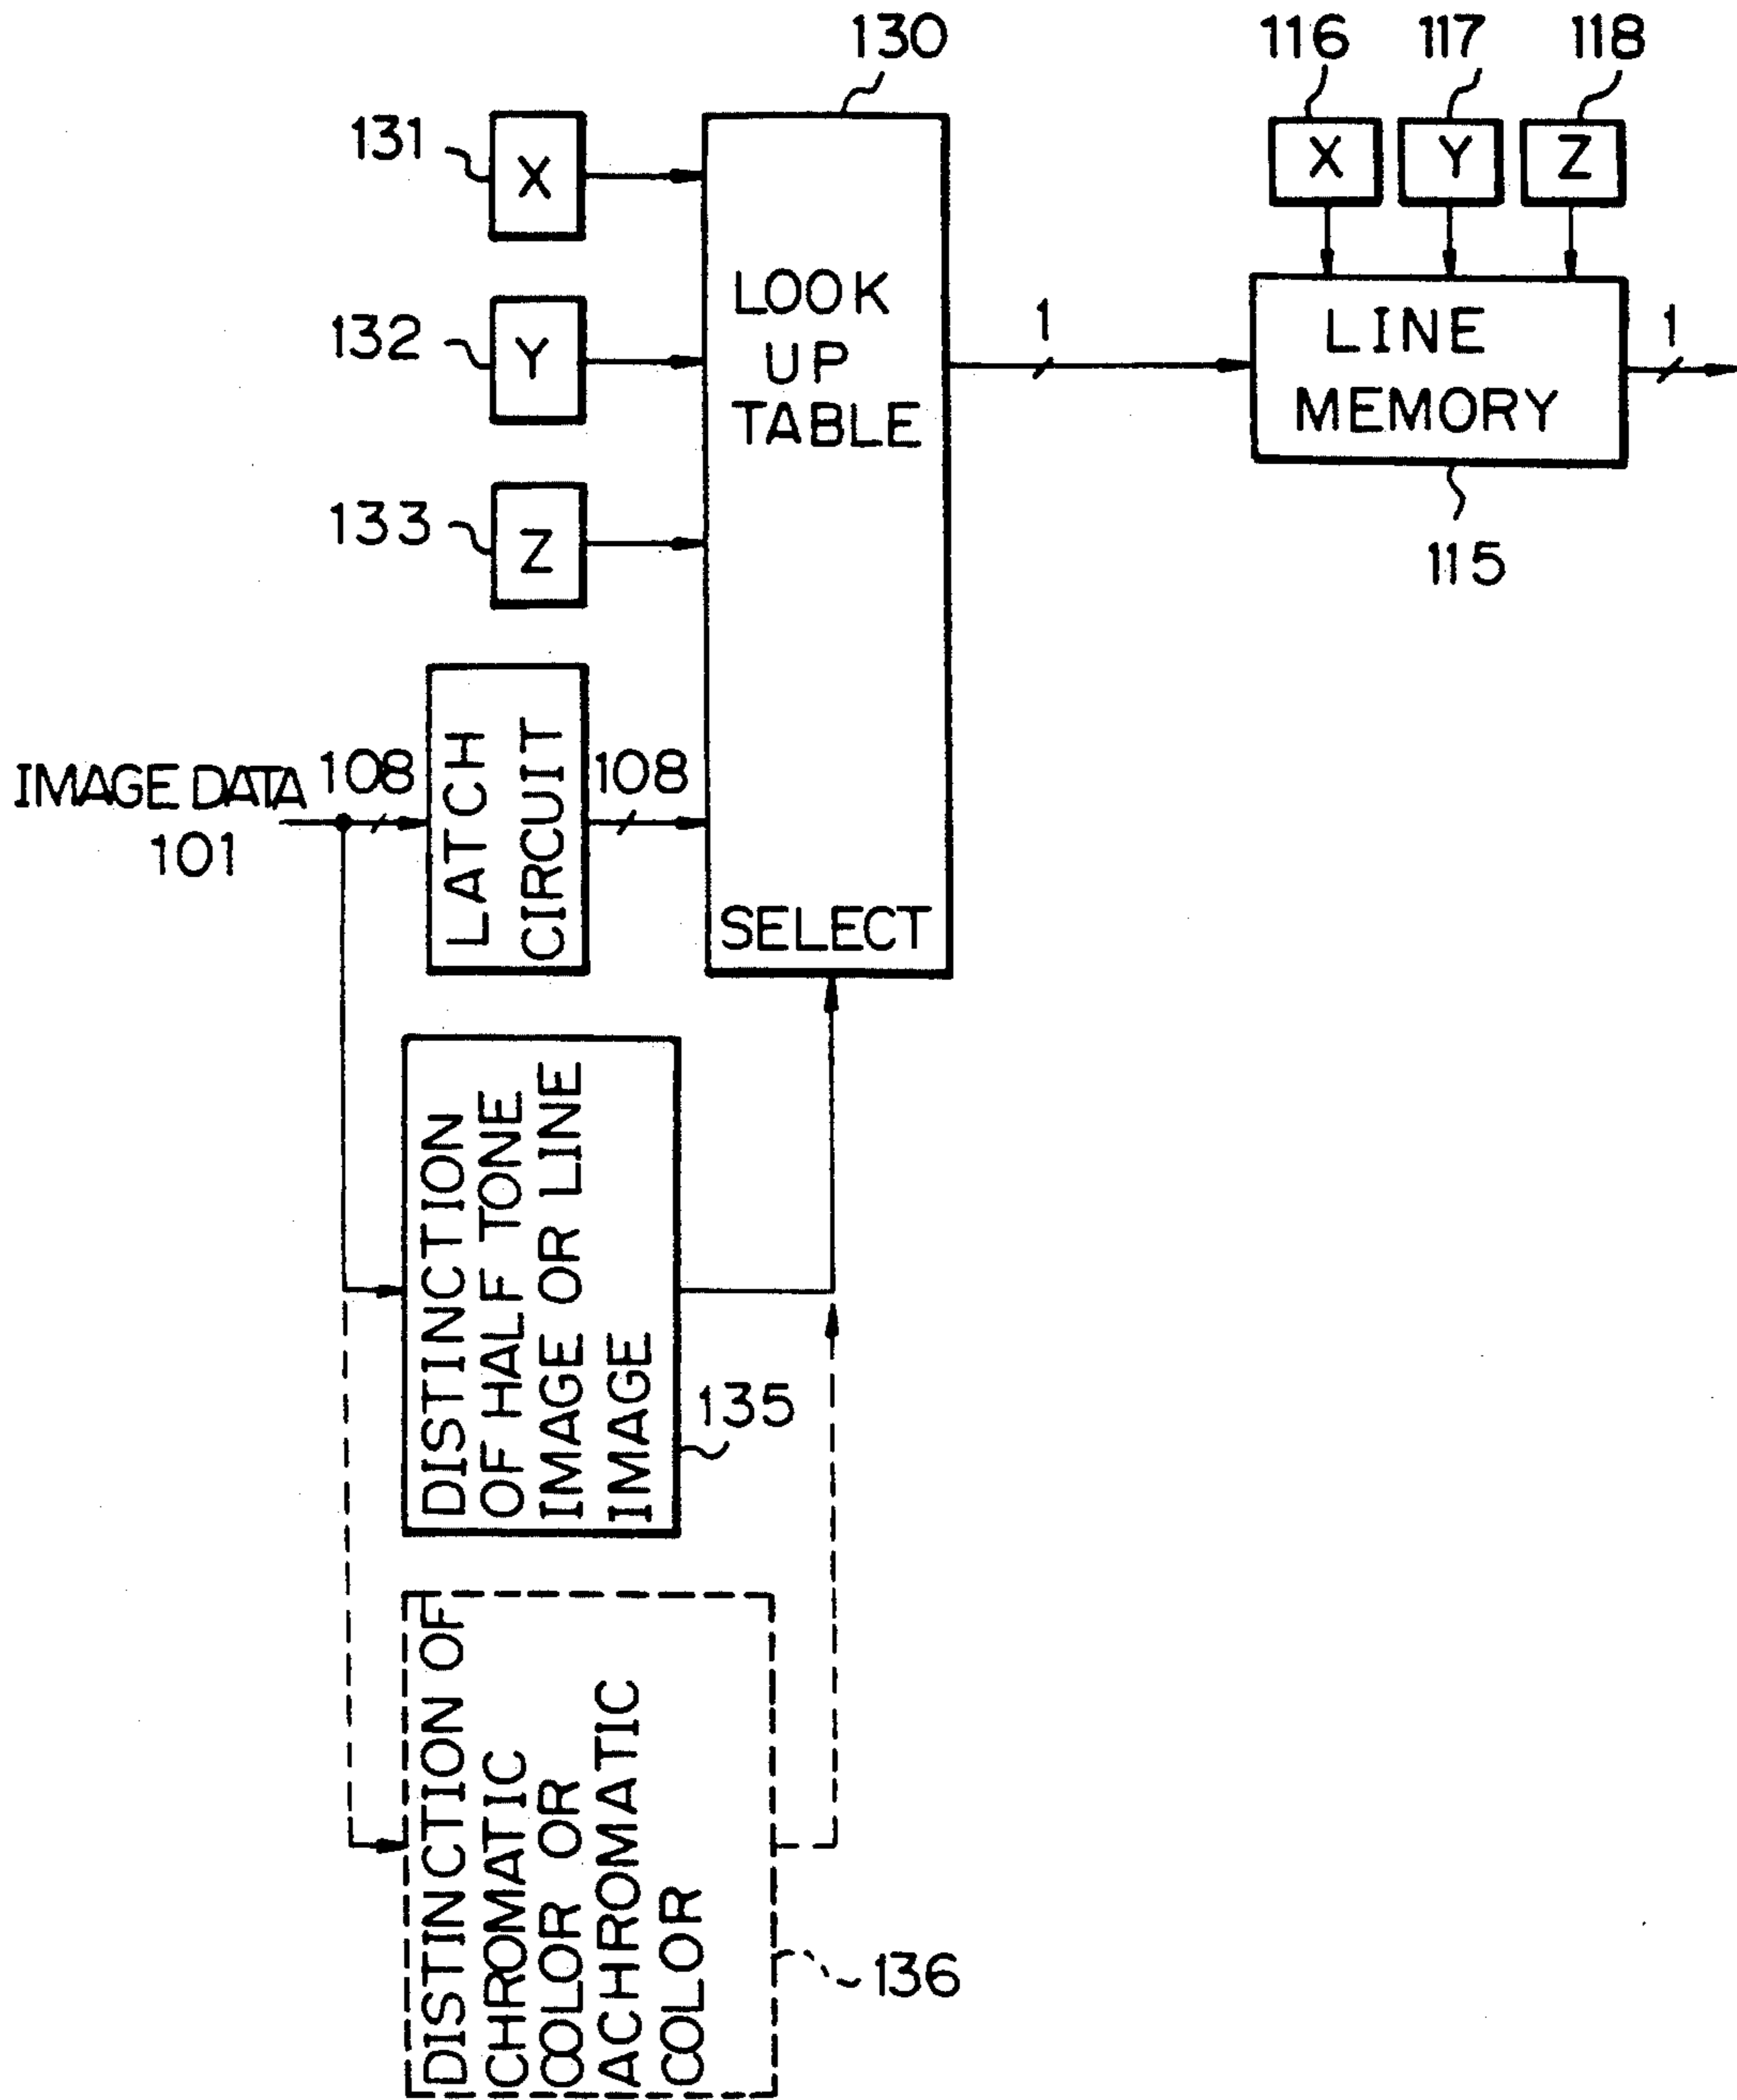 130
116 117 118
131
X
X Y Z
LOOK
UP
TABLE
1
LINE
MEMORY
1
132
Y
133
Z
115
IMAGE DATA
101
108
LATCH
CIRCUIT
108
SELECT
DISTINCTION
OF HALF TONE
IMAGE OR LINE
IMAGE
135
DISTINCTION OF
CHROMATIC
COLOR OR
ACHROMATIC
COLOR
136